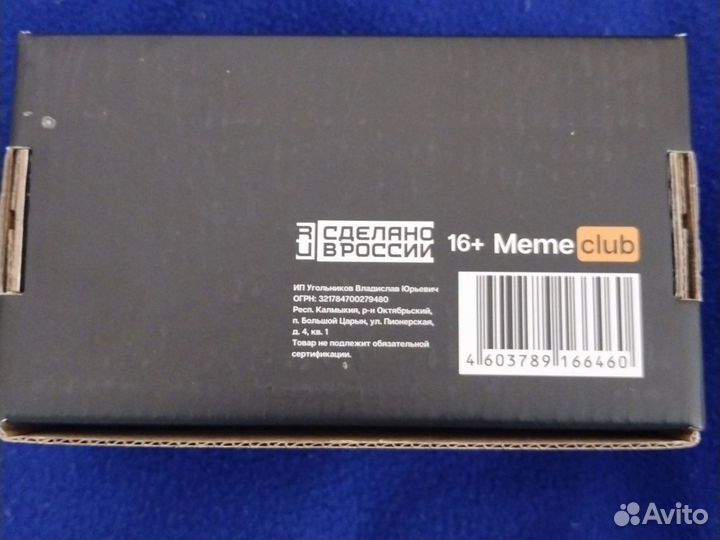 RU СДЕЛАНО
В РОССИИ
16+ Meme club
ИП Угольников Владислав Юрьевич
ОГРН: 321784700279480
Респ. Калмыкия, р-н Октябрьский,
п. Большой Царын, ул. Пионерская,
д. 4, кв. 1
Товар не подлежит обязательной
сертификации.
4 603789 166460
Avito